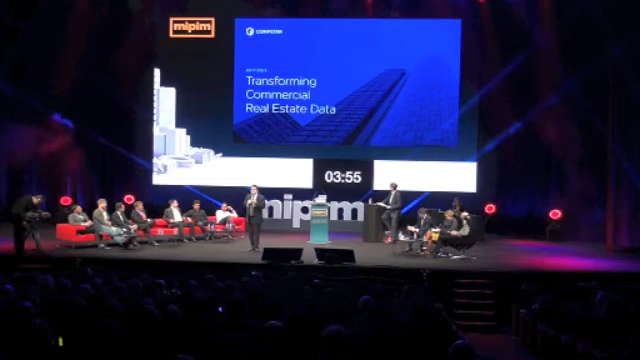 mipim
COMPSTAK
Transforming
Commercial
Real Estate Data
03:55
mipim